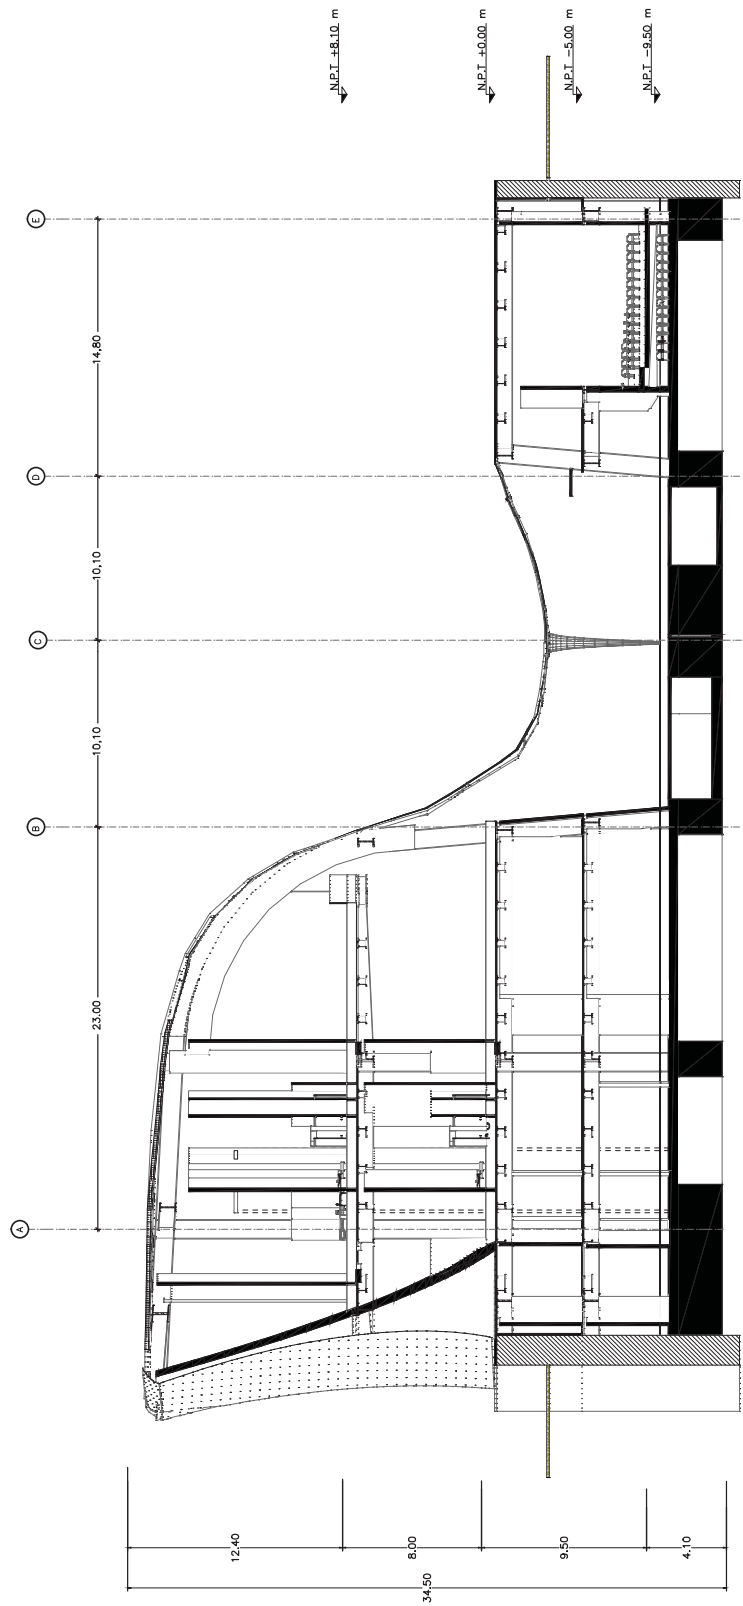 N.P.T +8.10 m
N.P.T +0.00 m
N.P.T -5.00 m
N.P.T -9.50 m
A
B
C
D
E
23.00
10,10
10,10
14,80
12.40
8.00
9.50
4.10
34.50